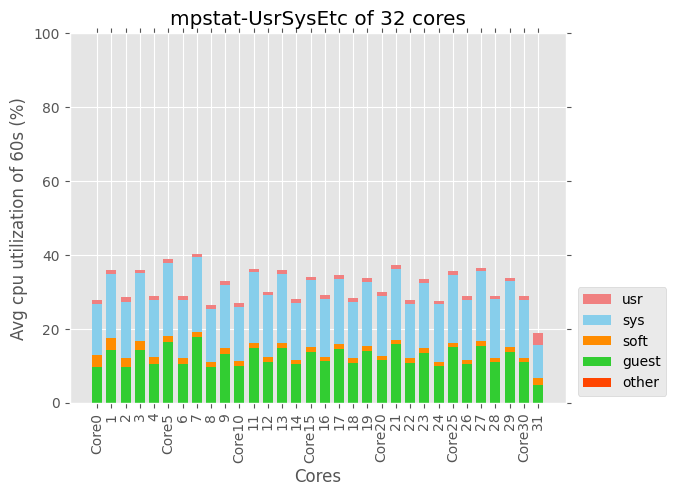 mpstat-UsrSysEtc of 32 cores
Avg cpu utilization of 60s (%)
100
80
60
40
20
0
Core0
1
2
3
4
Core5
6
7
8
9
Core10
11
12
13
14
Core15
16
17
18
19
Core20
21
22
23
24
Core25
26
27
28
29
Core30
31
Cores
usr
sys
soft
guest
other